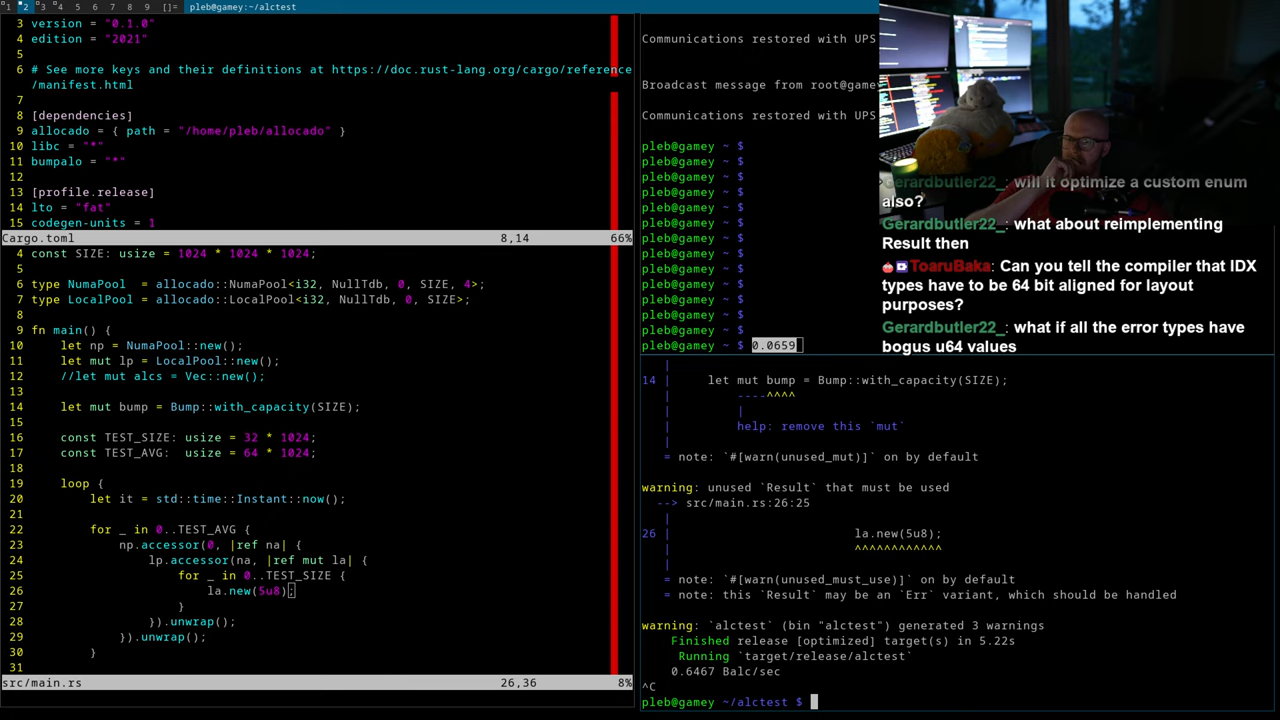 1 2 3 4 5 6 7 8 9 []= pleb@gamey:~/alctest
3 version = "0.1.0"
4 edition = "2021"
5
6 # See more keys and their definitions at https://doc.rust-lang.org/cargo/reference
/manifest.html
7
8 [dependencies]
9 allocado = { path = "/home/pleb/allocado" }
10 libc = "*"
11 bumpalo = "*"
12
13 [profile.release]
14 lto = "fat"
15 codegen-units = 1
Cargo.toml 8,14 66%
4 const SIZE: usize = 1024 * 1024 * 1024;
5
6 type NumaPool  = allocado::NumaPool<i32, NullTdb, 0, SIZE, 4>;
7 type LocalPool = allocado::LocalPool<i32, NullTdb, 0, SIZE>;
8
9 fn main() {
10     let np = NumaPool::new();
11     let mut lp = LocalPool::new();
12     //let mut alcs = Vec::new();
13
14     let mut bump = Bump::with_capacity(SIZE);
15
16     const TEST_SIZE: usize = 32 * 1024;
17     const TEST_AVG:  usize = 64 * 1024;
18
19     loop {
20         let it = std::time::Instant::now();
21
22         for _ in 0..TEST_AVG {
23             np.accessor(0, |ref na| {
24                 lp.accessor(na, |ref mut la| {
25                     for _ in 0..TEST_SIZE {
26                         la.new(5u8);
27                     }
28                 }).unwrap();
29             }).unwrap();
30         }
31
src/main.rs 26,36 8%
Communications restored with UPS
Broadcast message from root@gamey
Communications restored with UPS
pleb@gamey ~ $
pleb@gamey ~ $
pleb@gamey ~ $
pleb@gamey ~ $
pleb@gamey ~ $
pleb@gamey ~ $
pleb@gamey ~ $
pleb@gamey ~ $
pleb@gamey ~ $
pleb@gamey ~ $
pleb@gamey ~ $
pleb@gamey ~ $
pleb@gamey ~ $
pleb@gamey ~ $ 0.0659
Gerardbutler22_: will it optimize a custom enum
also?
Gerardbutler22_: what about reimplementing
Result then
ToaruBaka: Can you tell the compiler that IDX
types have to be 64 bit aligned for layout
purposes?
Gerardbutler22_: what if all the error types have
bogus u64 values
|
14 |     let mut bump = Bump::with_capacity(SIZE);
|         ----^^^^
|         |
|         help: remove this `mut`
|
= note: `#[warn(unused_mut)]` on by default
warning: unused `Result` that must be used
--> src/main.rs:26:25
|
26 |                         la.new(5u8);
|                         ^^^^^^^^^^^^
|
= note: `#[warn(unused_must_use)]` on by default
= note: this `Result` may be an `Err` variant, which should be handled
warning: `alctest` (bin "alctest") generated 3 warnings
Finished release [optimized] target(s) in 5.22s
Running `target/release/alctest`
0.6467 Balc/sec
^C
pleb@gamey ~/alctest $